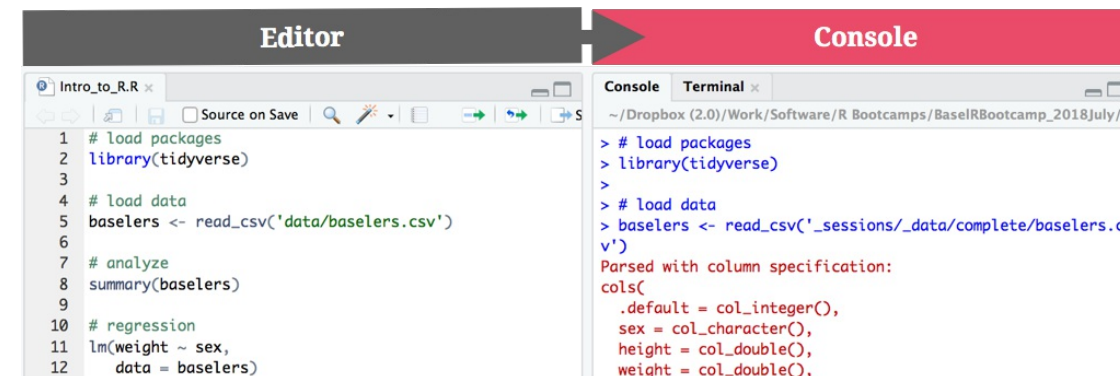 Editor
Console
Intro_to_R.R
Source on Save
1 # load packages
2 library(tidyverse)
3
4 # load data
5 baselers <- read_csv('data/baselers.csv')
6
7 # analyze
8 summary(baselers)
9
10 # regression
11 lm(weight ~ sex,
12 data = baselers)
Console Terminal
~/Dropbox (2.0)/Work/Software/R Bootcamps/BaselRBootcamp_2018July/
> # load packages
> library(tidyverse)
>
> # load data
> baselers <- read_csv('_sessions/_data/complete/baselers.c
v')
Parsed with column specification:
cols(
.default = col_integer(),
sex = col_character(),
height = col_double(),
weight = col_double(),